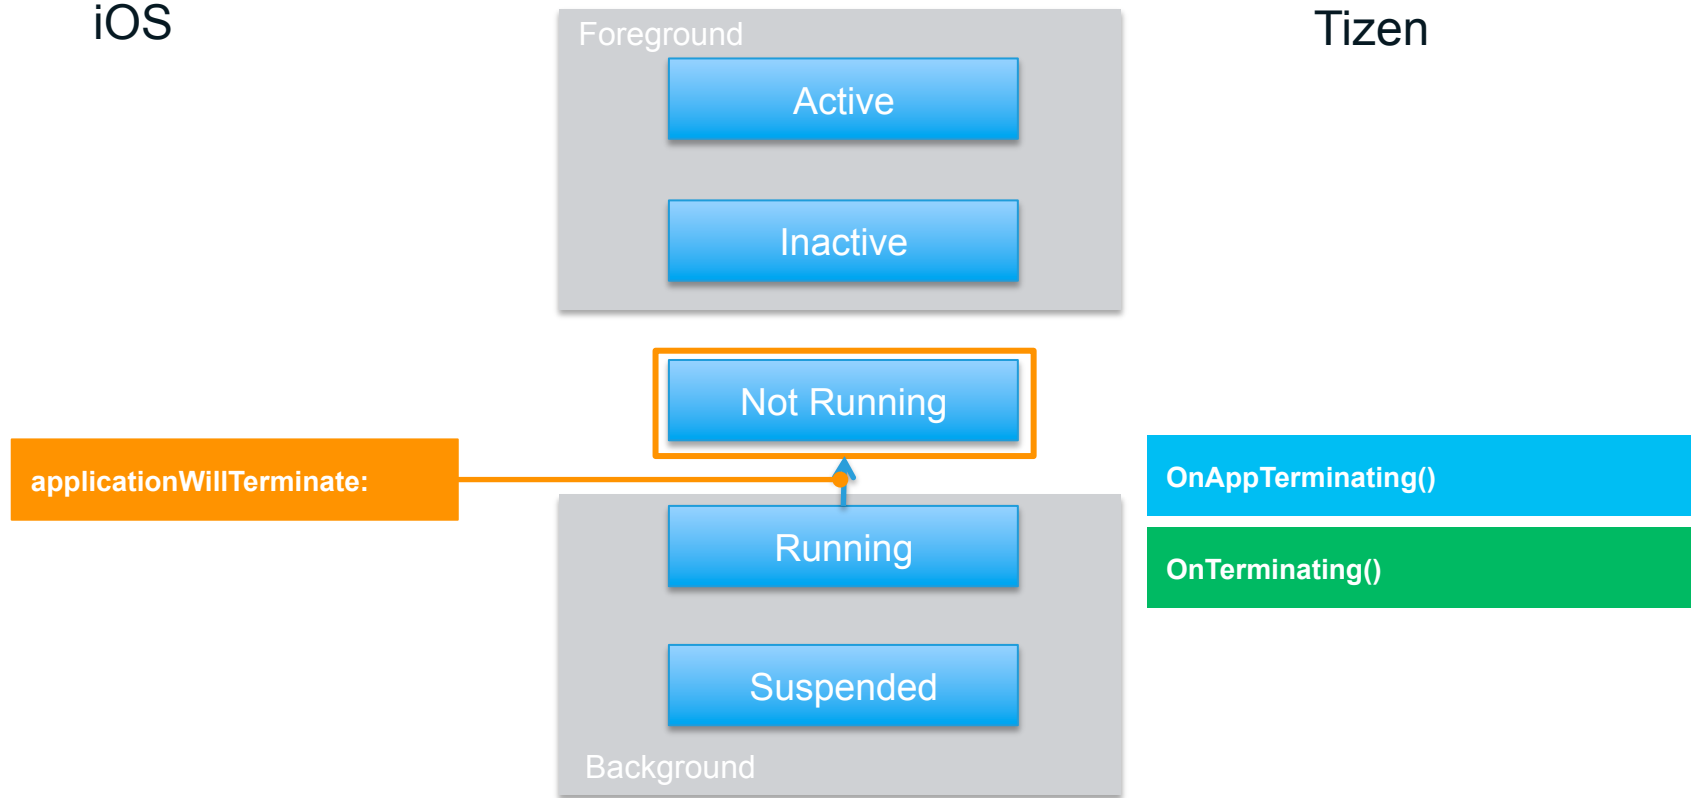 iOS
Foreground
Tizen
Active
Inactive
Not Running
applicationWillTerminate:
OnAppTerminating()
Running
OnTerminating()
Suspended
Background